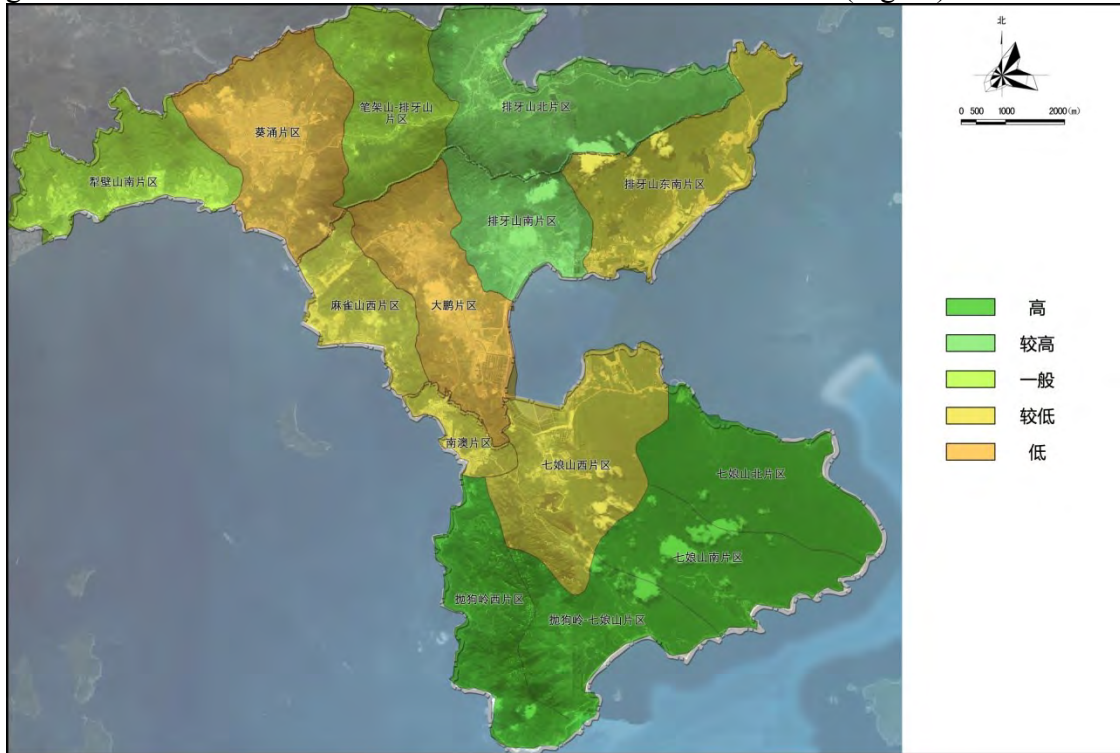 北
0 500 1000 2000(m)
笔架山-排牙山
片区
排牙山北片区
葵涌片区
犁壁山南片区
排牙山东南片区
排牙山南片区
麻雀山西片区
大鹏片区
南澳片区
七娘山西片区
七娘山北片区
七娘山南片区
抛狗岭西片区
抛狗岭-七娘山片区
高
较高
一般
较低
低